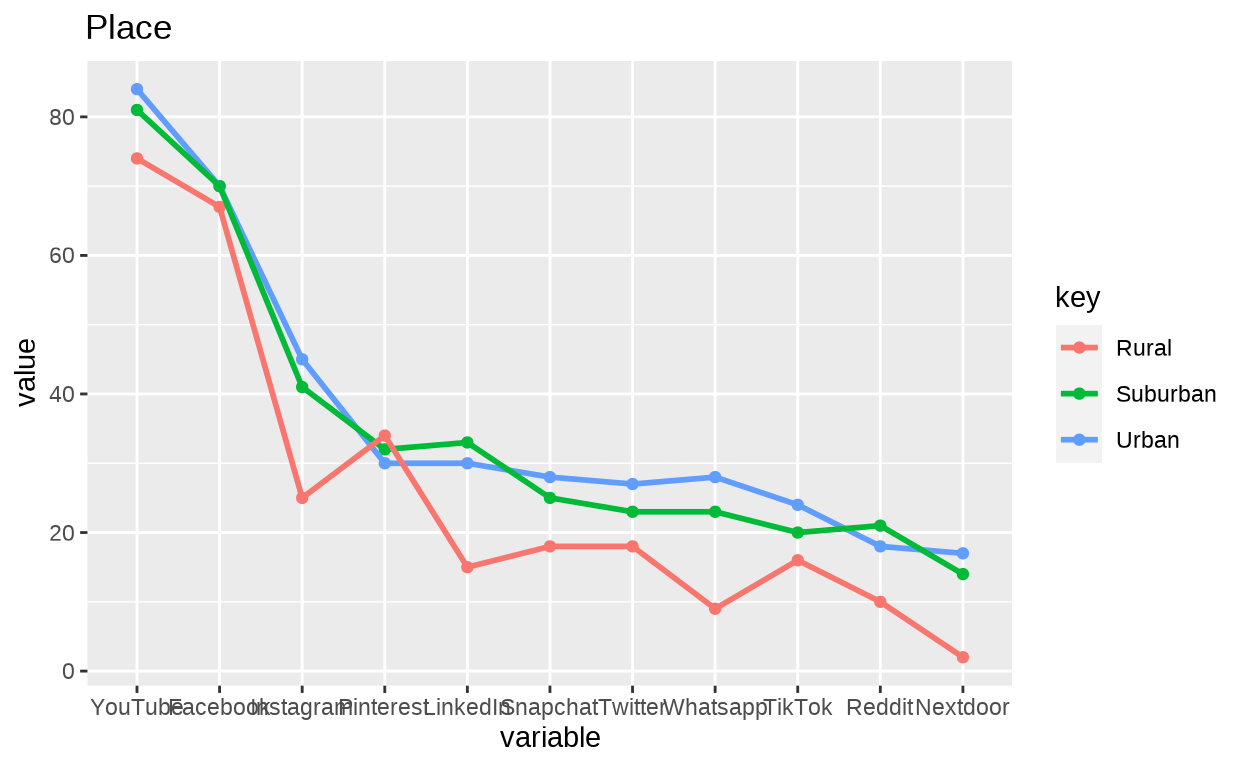 Place
value
80
60
40
20
0
YouTube Facebook Instagram Pinterest LinkedIn Snapchat Twitter Whatsapp TikTok Reddit Nextdoor
variable
key
Rural
Suburban
Urban